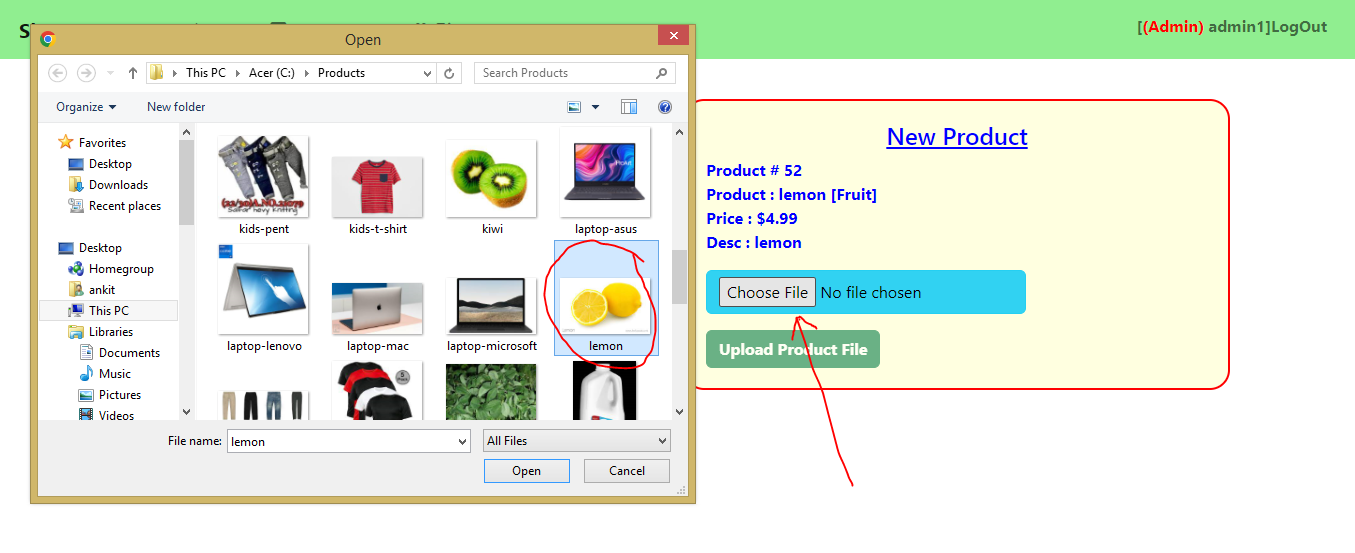 [(Admin) admin1]LogOut
Open
This PC
Acer (C:)
Products
Search Products
Organize
New folder
Favorites
Desktop
Downloads
Recent places
Desktop
Homegroup
ankit
This PC
Libraries
Documents
Music
Pictures
Videos
kids-pent
kids-t-shirt
kiwi
laptop-asus
laptop-lenovo
laptop-mac
laptop-microsoft
lemon
File name:
lemon
All Files
Open
Cancel
New Product
Product # 52
Product : lemon [Fruit]
Price : $4.99
Desc : lemon
Choose File No file chosen
Upload Product File